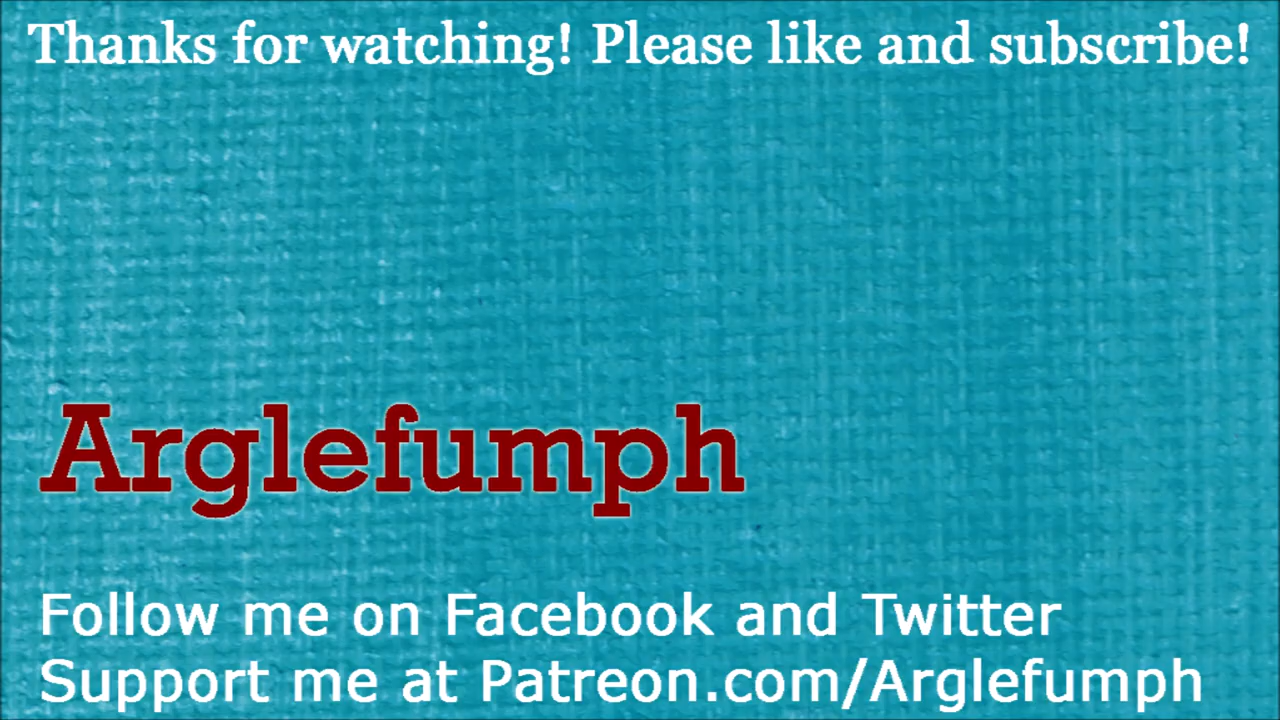 Thanks for watching! Please like and subscribe!
Arglefumph
Follow me on Facebook and Twitter
Support me at Patreon.com/Arglefumph